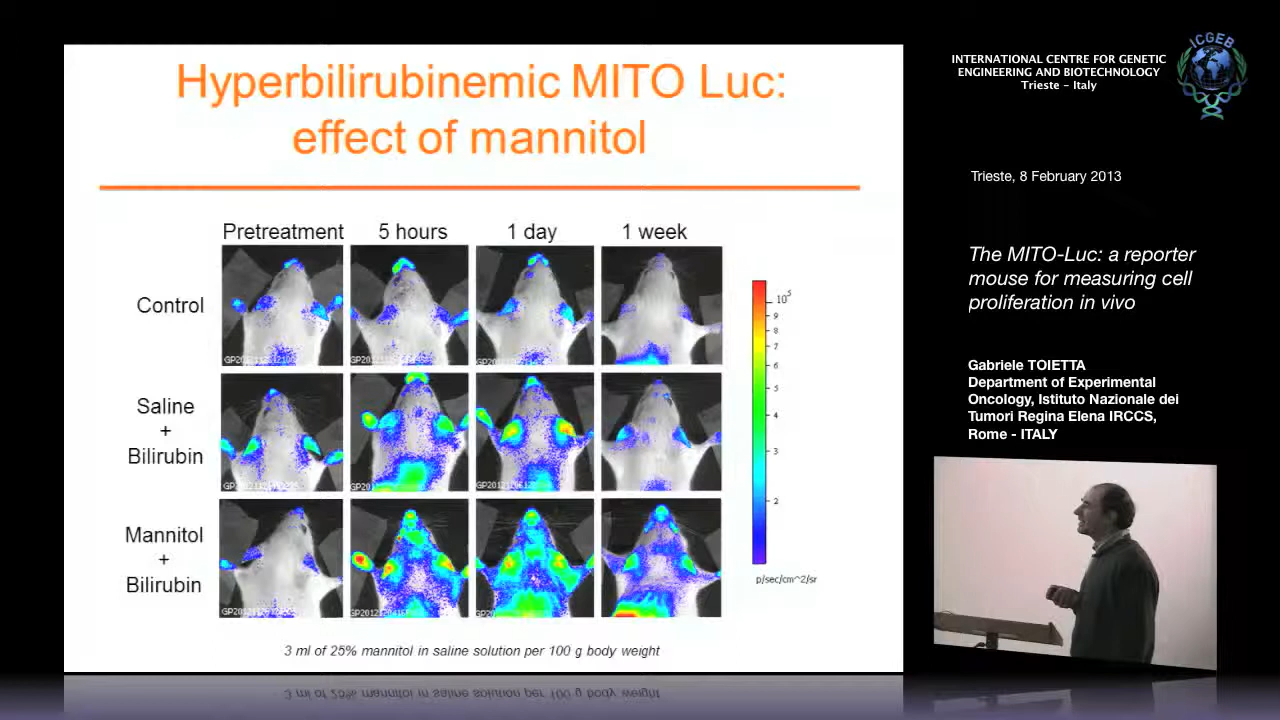 Hyperbilirubinemic MITO Luc:
effect of mannitol
Pretreatment 5 hours 1 day 1 week
Control
Saline
+
Bilirubin
Mannitol
+
Bilirubin
10^5
9
8
7
6
5
4
3
2
p/sec/cm^2/sr
3 ml of 25% mannitol in saline solution per 100 g body weight
INTERNATIONAL CENTRE FOR GENETIC
ENGINEERING AND BIOTECHNOLOGY
Trieste – Italy
ICGEB
Trieste, 8 February 2013
The MITO-Luc: a reporter
mouse for measuring cell
proliferation in vivo
Gabriele TOIETTA
Department of Experimental
Oncology, Istituto Nazionale dei
Tumori Regina Elena IRCCS,
Rome - ITALY